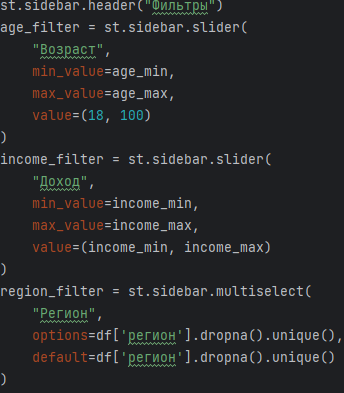 st.sidebar.header("Фильтры")
age_filter = st.sidebar.slider(
    "Возраст",
    min_value=age_min,
    max_value=age_max,
    value=(18, 100)
)
income_filter = st.sidebar.slider(
    "Доход",
    min_value=income_min,
    max_value=income_max,
    value=(income_min, income_max)
)
region_filter = st.sidebar.multiselect(
    "Регион",
    options=df['регион'].dropna().unique(),
    default=df['регион'].dropna().unique()
)